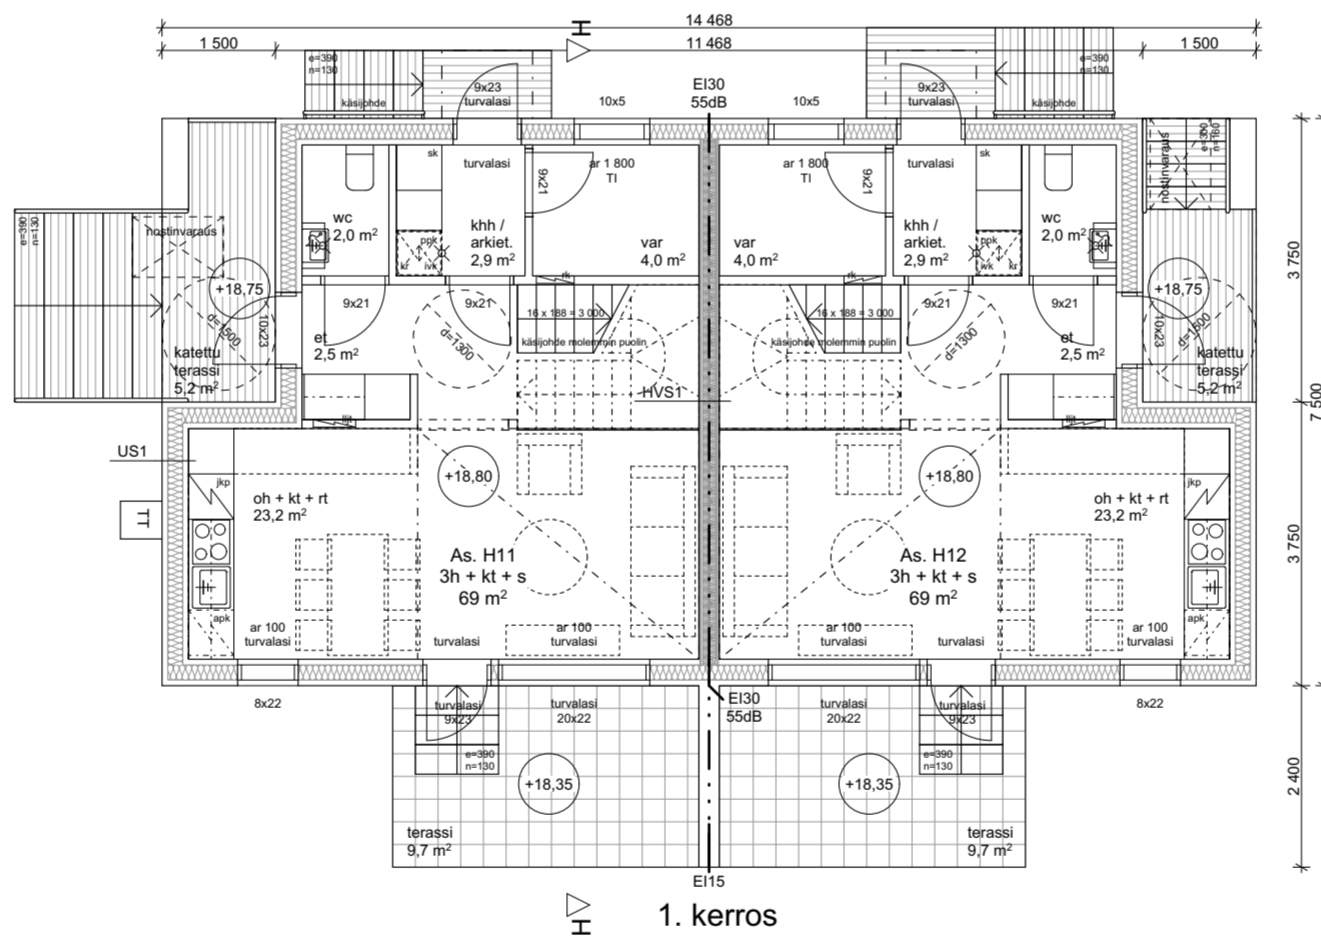 H
14 468
1 500
11 468
1 500
e=390
n=130
käsijohde
9x23
turvalasi
10x5
EI30
55dB
10x5
9x23
turvalasi
e=390
n=130
käsijohde
sk
turvalasi
ar 1 800
TI
9x21
ar 1 800
TI
9x21
turvalasi
sk
nostinvaraus
n=160
e=390
n=130
nostinvaraus
wc
2,0 m²
ppk
kr
ivk
khh /
arkiet.
2,9 m²
var
4,0 m²
var
4,0 m²
khh /
arkiet.
2,9 m²
ppk
ivk
kr
wc
2,0 m²
3 750
+18,75
d=1500
10x23
9x21
9x21
rk
16 x 188 = 3 000
käsijohde molemmin puolin
rk
16 x 188 = 3 000
käsijohde molemmin puolin
9x21
9x21
+18,75
d=1500
10x23
et
2,5 m²
d=1300
d=1300
et
2,5 m²
katettu
terassi
5,2 m²
katettu
terassi
5,2 m²
HVS1
7 500
US1
jkp
+18,80
+18,80
jkp
TT
oh + kt + rt
23,2 m²
oh + kt + rt
23,2 m²
As. H11
3h + kt + s
69 m²
As. H12
3h + kt + s
69 m²
3 750
apk
ar 100
turvalasi
turvalasi
ar 100
turvalasi
ar 100
turvalasi
turvalasi
ar 100
turvalasi
apk
8x22
turvalasi
9x23
turvalasi
20x22
EI30
55dB
turvalasi
20x22
turvalasi
9x23
8x22
e=390
n=130
e=390
n=130
+18,35
+18,35
2 400
terassi
9,7 m²
terassi
9,7 m²
EI15
H
1. kerros